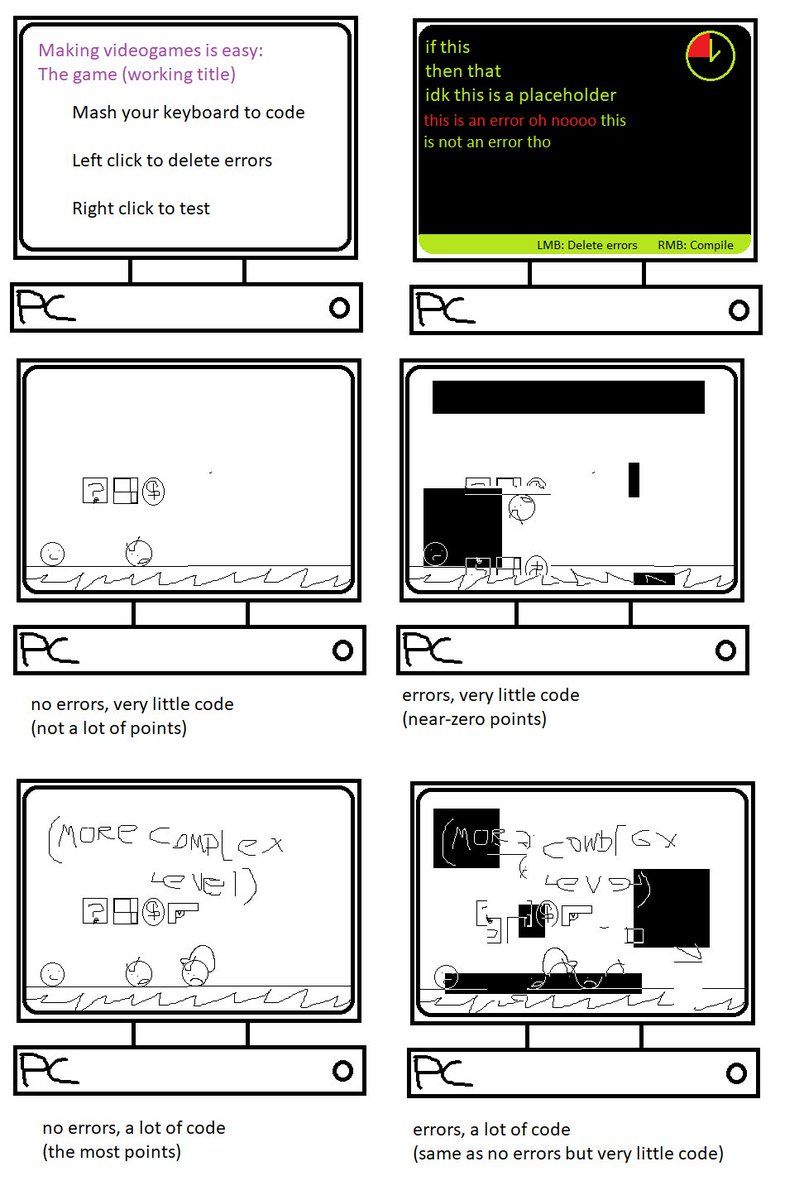 Making videogames is easy:
The game (working title)
Mash your keyboard to code
Left click to delete errors
Right click to test
PC
if this
then that
idk this is a placeholder
this is an error oh noooo this
is not an error tho
LMB: Delete errors RMB: Compile
PC
? $
PC
no errors, very little code
(not a lot of points)
PC
errors, very little code
(near-zero points)
(MORE COMPLEX
LEVEL)
? $
PC
no errors, a lot of code
(the most points)
(MOR
LEVE
$
PC
errors, a lot of code
(same as no errors but very little code)